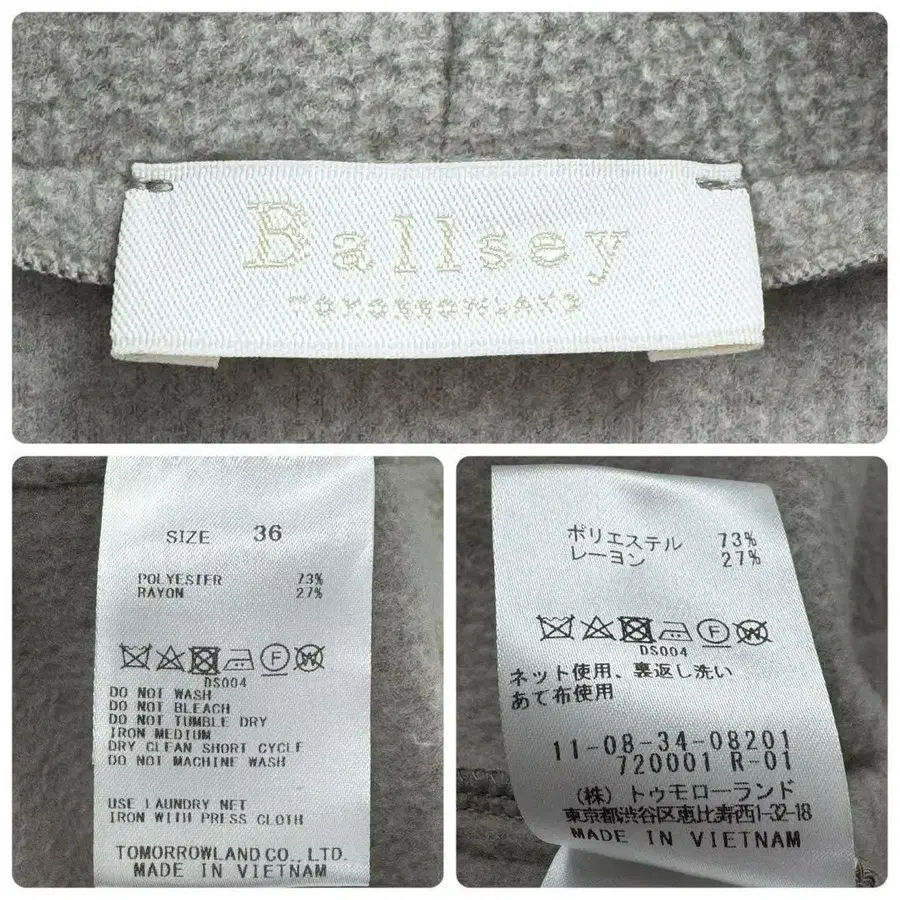 Ballsey
TOMORROWLAND
SIZE 36
POLYESTER 73%
RAYON 27%
DS004
DO NOT WASH
DO NOT BLEACH
DO NOT TUMBLE DRY
IRON MEDIUM
DRY CLEAN SHORT CYCLE
DO NOT MACHINE WASH
USE LAUNDRY NET
IRON WITH PRESS CLOTH
TOMORROWLAND CO., LTD.
MADE IN VIETNAM
ポリエステル 73%
レーヨン 27%
DS004
ネット使用、裏返し洗い
あて布使用
11-08-34-08201
720001 R-01
(株) トゥモローランド
東京都渋谷区恵比寿西1-32-18
MADE IN VIETNAM